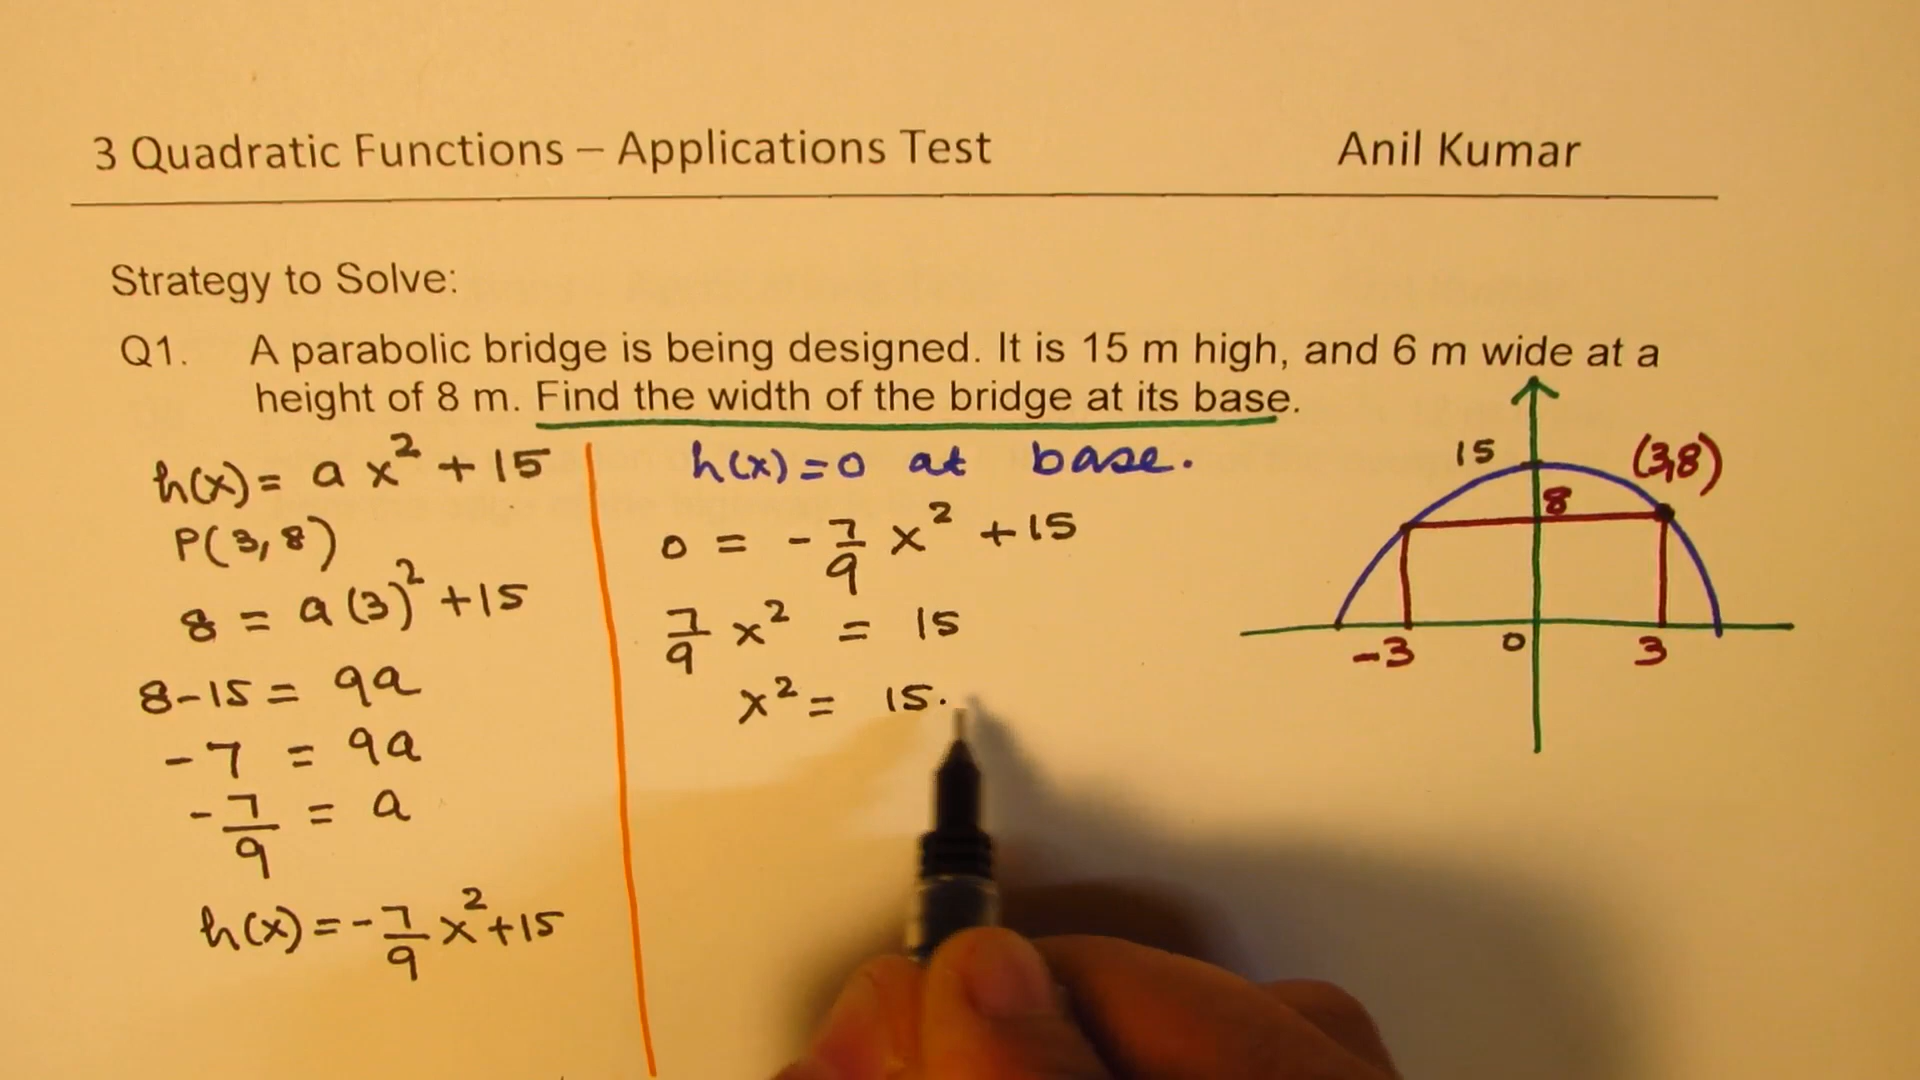 3 Quadratic Functions – Applications Test Anil Kumar
Strategy to Solve:
Q1. A parabolic bridge is being designed. It is 15 m high, and 6 m wide at a
height of 8 m. Find the width of the bridge at its base.
h(x) = a x² + 15
P(3, 8)
8 = a (3)² + 15
8 - 15 = 9a
- 7 = 9a
- 7/9 = a
h(x) = - 7/9 x² + 15
h(x) = 0 at base.
0 = - 7/9 x² + 15
7/9 x² = 15
x² = 15 .
15
(3,8)
8
-3 0 3